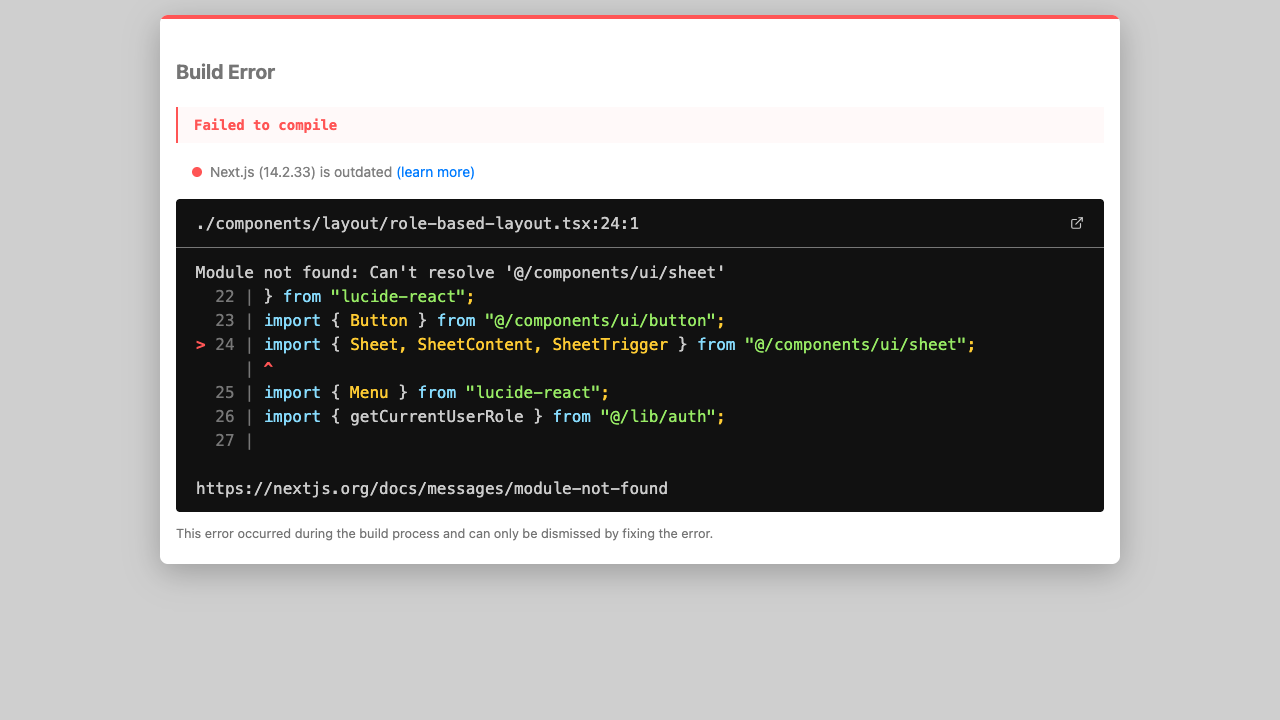 Build Error
Failed to compile
Next.js (14.2.33) is outdated (learn more)
./components/layout/role-based-layout.tsx:24:1
Module not found: Can't resolve '@/components/ui/sheet'
  22 | } from "lucide-react";
  23 | import { Button } from "@/components/ui/button";
> 24 | import { Sheet, SheetContent, SheetTrigger } from "@/components/ui/sheet";
     | ^
  25 | import { Menu } from "lucide-react";
  26 | import { getCurrentUserRole } from "@/lib/auth";
  27 |
https://nextjs.org/docs/messages/module-not-found
This error occurred during the build process and can only be dismissed by fixing the error.